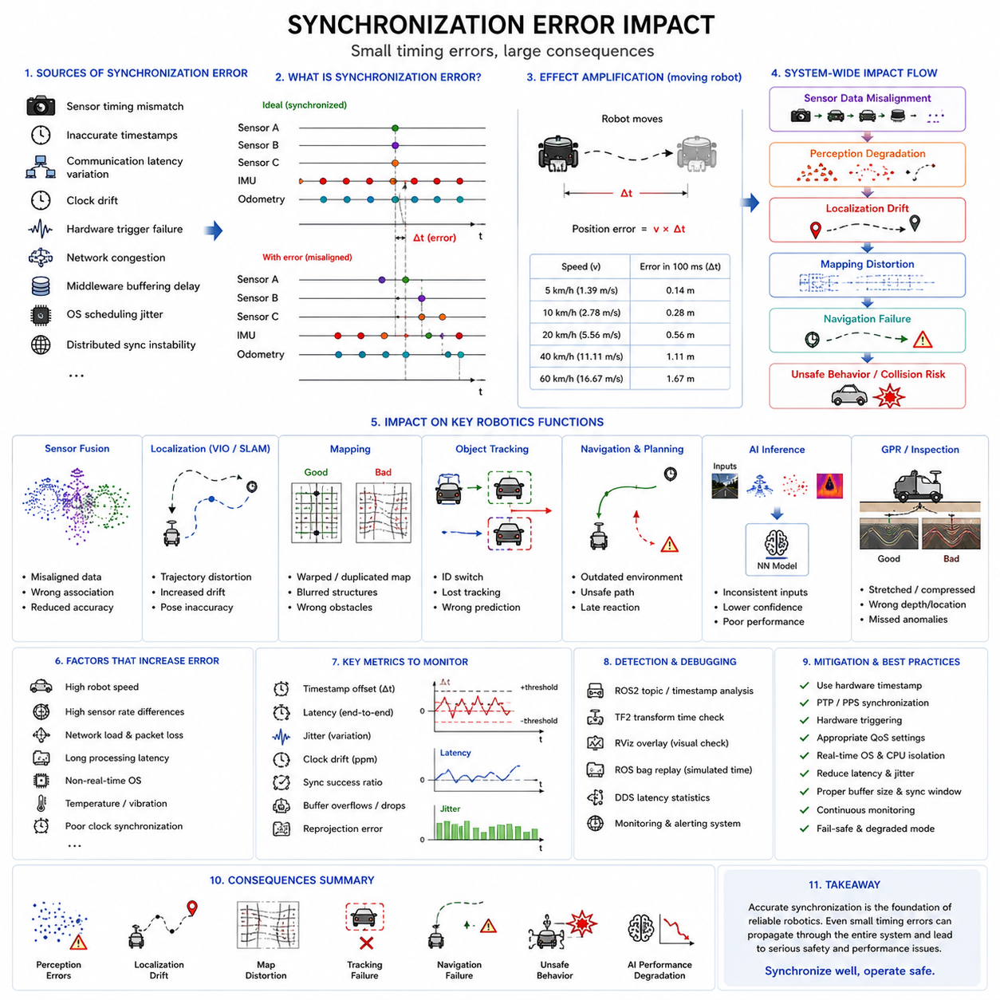 SYNCHRONIZATION ERROR IMPACT
Small timing errors, large consequences
1. SOURCES OF SYNCHRONIZATION ERROR
Sensor timing mismatch
Inaccurate timestamps
Communication latency
variation
Clock drift
Hardware trigger failure
Network congestion
Middleware buffering delay
OS scheduling jitter
Distributed sync instability
...
2. WHAT IS SYNCHRONIZATION ERROR?
Ideal (synchronized)
Sensor A
Sensor B
Sensor C
IMU
Odometry
t
Δt (error)
With error (misaligned)
Sensor A
Sensor B
Sensor C
IMU
Odometry
t
3. EFFECT AMPLIFICATION (moving robot)
Robot moves
Δt
Position error = v × Δt
Speed (v) Error in 100 ms (Δt)
5 km/h (1.39 m/s) 0.14 m
10 km/h (2.78 m/s) 0.28 m
20 km/h (5.56 m/s) 0.56 m
40 km/h (11.11 m/s) 1.11 m
60 km/h (16.67 m/s) 1.67 m
4. SYSTEM-WIDE IMPACT FLOW
Sensor Data Misalignment
Perception Degradation
Localization Drift
Mapping Distortion
Navigation Failure
Unsafe Behavior / Collision Risk
5. IMPACT ON KEY ROBOTICS FUNCTIONS
Sensor Fusion
• Misaligned data
• Wrong association
• Reduced accuracy
Localization (VIO / SLAM)
• Trajectory distortion
• Increased drift
• Pose inaccuracy
Mapping
Good Bad
• Warped / duplicated map
• Blurred structures
• Wrong obstacles
Object Tracking
• ID switch
• Lost tracking
• Wrong prediction
Navigation & Planning
• Outdated environment
• Unsafe path
• Late reaction
AI Inference
Inputs
NN Model
• Inconsistent inputs
• Lower confidence
• Poor performance
GPR / Inspection
Good Bad
• Stretched / compressed
• Wrong depth/location
• Missed anomalies
6. FACTORS THAT INCREASE ERROR
High robot speed
High sensor rate differences
Network load & packet loss
Long processing latency
Non-real-time OS
Temperature / vibration
Poor clock synchronization
...
7. KEY METRICS TO MONITOR
Timestamp offset (Δt)
Latency (end-to-end)
Jitter (variation)
Clock drift (ppm)
Sync success ratio
Buffer overflows / drops
Reprojection error
Δt
+threshold
0
-threshold
t
Latency
0
t
Jitter
0
t
8. DETECTION & DEBUGGING
ROS2 topic / timestamp analysis
TF2 transform time check
RViz overlay (visual check)
ROS bag replay (simulated time)
DDS latency statistics
Monitoring & alerting system
9. MITIGATION & BEST PRACTICES
✓ Use hardware timestamp
✓ PTP / PPS synchronization
✓ Hardware triggering
✓ Appropriate QoS settings
✓ Real-time OS & CPU isolation
✓ Reduce latency & jitter
✓ Proper buffer size & sync window
✓ Continuous monitoring
✓ Fail-safe & degraded mode
10. CONSEQUENCES SUMMARY
Perception
Errors
Localization
Drift
Map
Distortion
Tracking
Failure
Navigation
Failure
Unsafe
Behavior
AI Performance
Degradation
11. TAKEAWAY
Accurate synchronization is the foundation of
reliable robotics. Even small timing errors can
propagate through the entire system and lead
to serious safety and performance issues.
Synchronize well, operate safe.